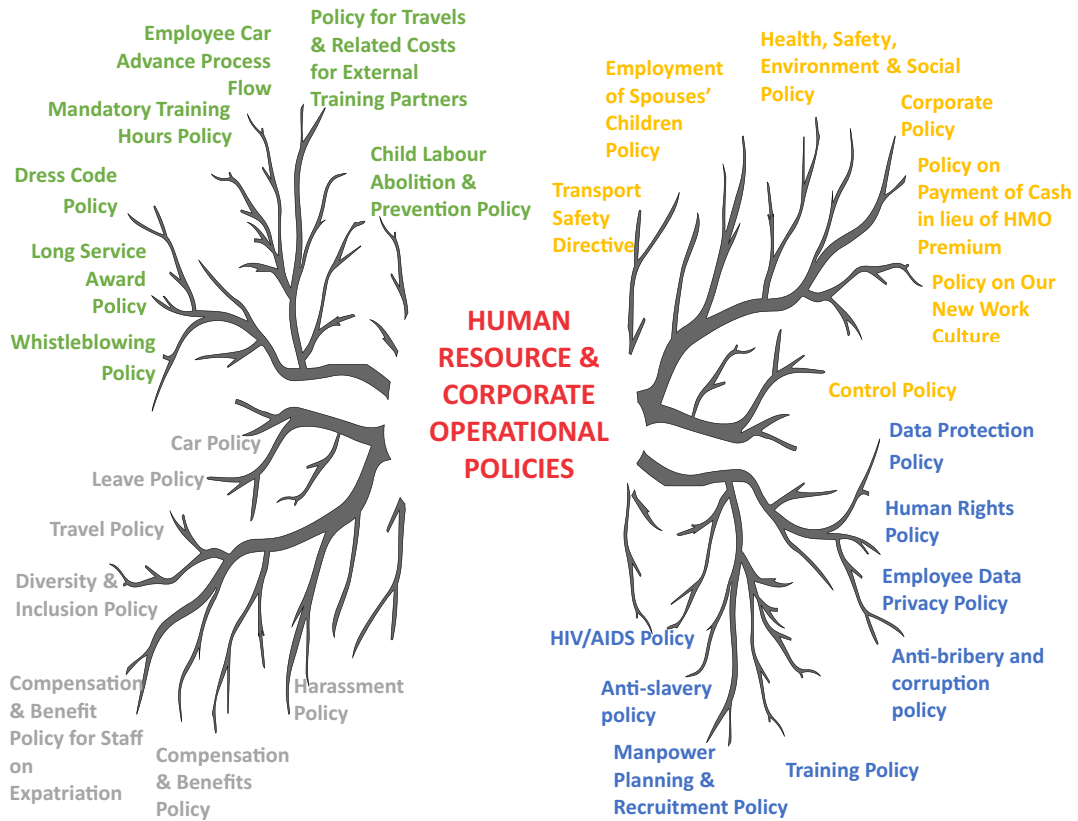 Employee Car
Advance Process
Flow
Policy for Travels
& Related Costs
for External
Training Partners
Mandatory Training
Hours Policy
Child Labour
Abolition &
Prevention Policy
Dress Code
Policy
Long Service
Award
Policy
Whistleblowing
Policy
Employment
of Spouses’
Children
Policy
Health, Safety,
Environment & Social
Policy
Corporate
Policy
Transport
Safety
Directive
Policy on
Payment of Cash
in lieu of HMO
Premium
Policy on Our
New Work
Culture
Control Policy
HUMAN
RESOURCE &
CORPORATE
OPERATIONAL
POLICIES
Car Policy
Leave Policy
Travel Policy
Diversity &
Inclusion Policy
Compensation
& Benefit
Policy for Staff
on
Expatriation
Compensation
& Benefits
Policy
Harassment
Policy
Data Protection
Policy
Human Rights
Policy
Employee Data
Privacy Policy
HIV/AIDS Policy
Anti-bribery and
corruption
policy
Anti-slavery
policy
Manpower
Planning &
Recruitment Policy
Training Policy